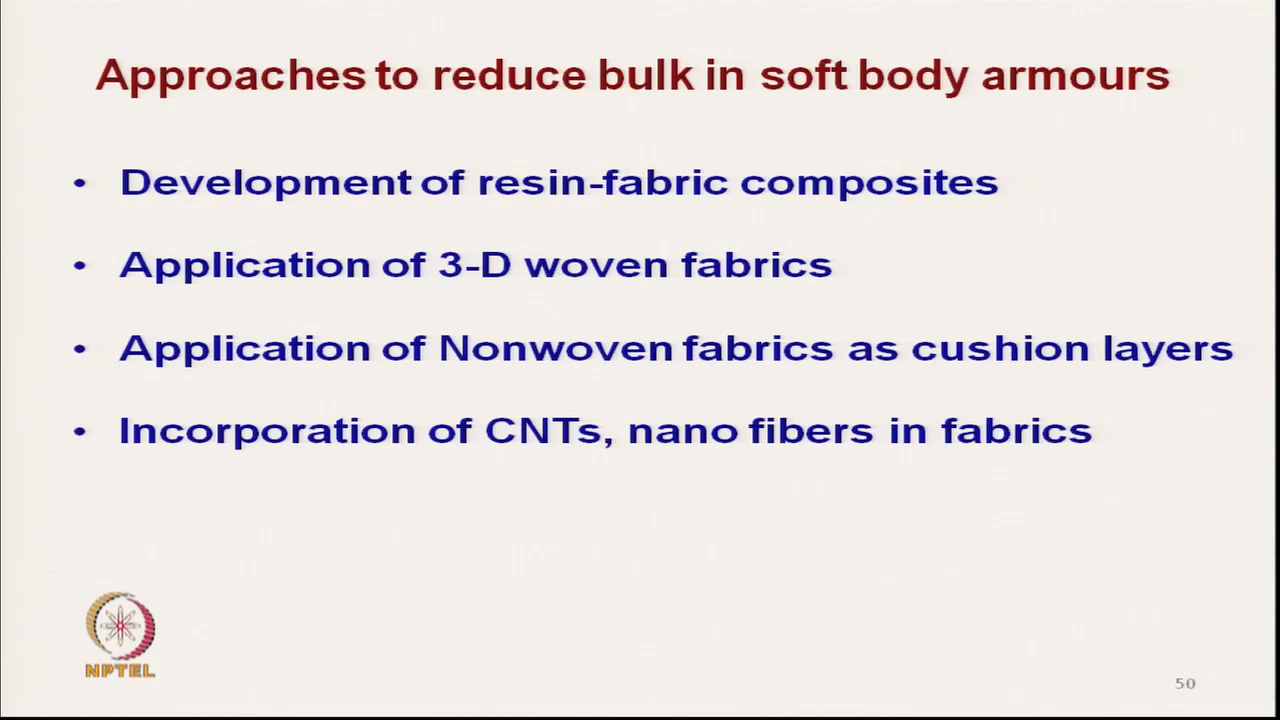 Approaches to reduce bulk in soft body armours
• Development of resin-fabric composites
• Application of 3-D woven fabrics
• Application of Nonwoven fabrics as cushion layers
• Incorporation of CNTs, nano fibers in fabrics
NPTEL
50